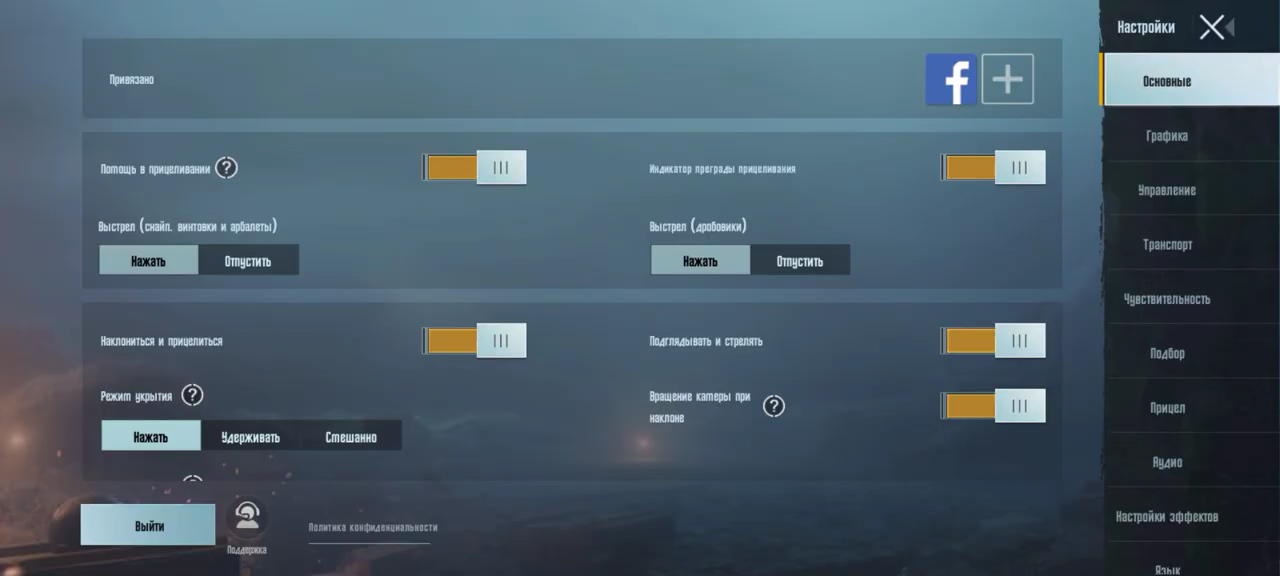 Настройки
Привязано
Основные
Графика
Управление
Транспорт
Чувствительность
Подбор
Прицел
Аудио
Настройки эффектов
Язык
Помощь в прицеливании ?
Индикатор преграды прицеливания
Выстрел (снайп. винтовки и арбалеты)
Выстрел (дробовики)
Нажать Отпустить
Нажать Отпустить
Наклониться и прицелиться
Подглядывать и стрелять
Режим укрытия ?
Вращение камеры при
наклоне ?
Нажать Удерживать Смешанно
Выйти
Поддержка
Политика конфиденциальности